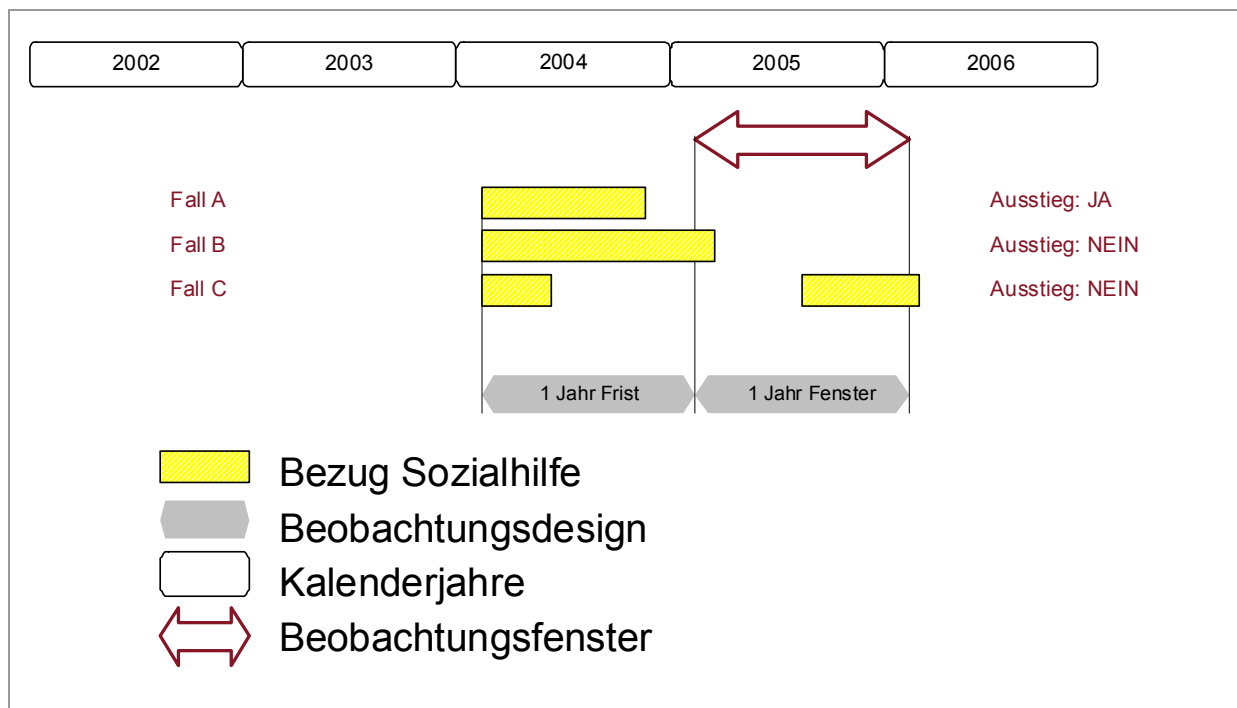 2002 2003 2004 2005 2006
Fall A Ausstieg: JA
Fall B Ausstieg: NEIN
Fall C Ausstieg: NEIN
1 Jahr Frist 1 Jahr Fenster
Bezug Sozialhilfe
Beobachtungsdesign
Kalenderjahre
Beobachtungsfenster